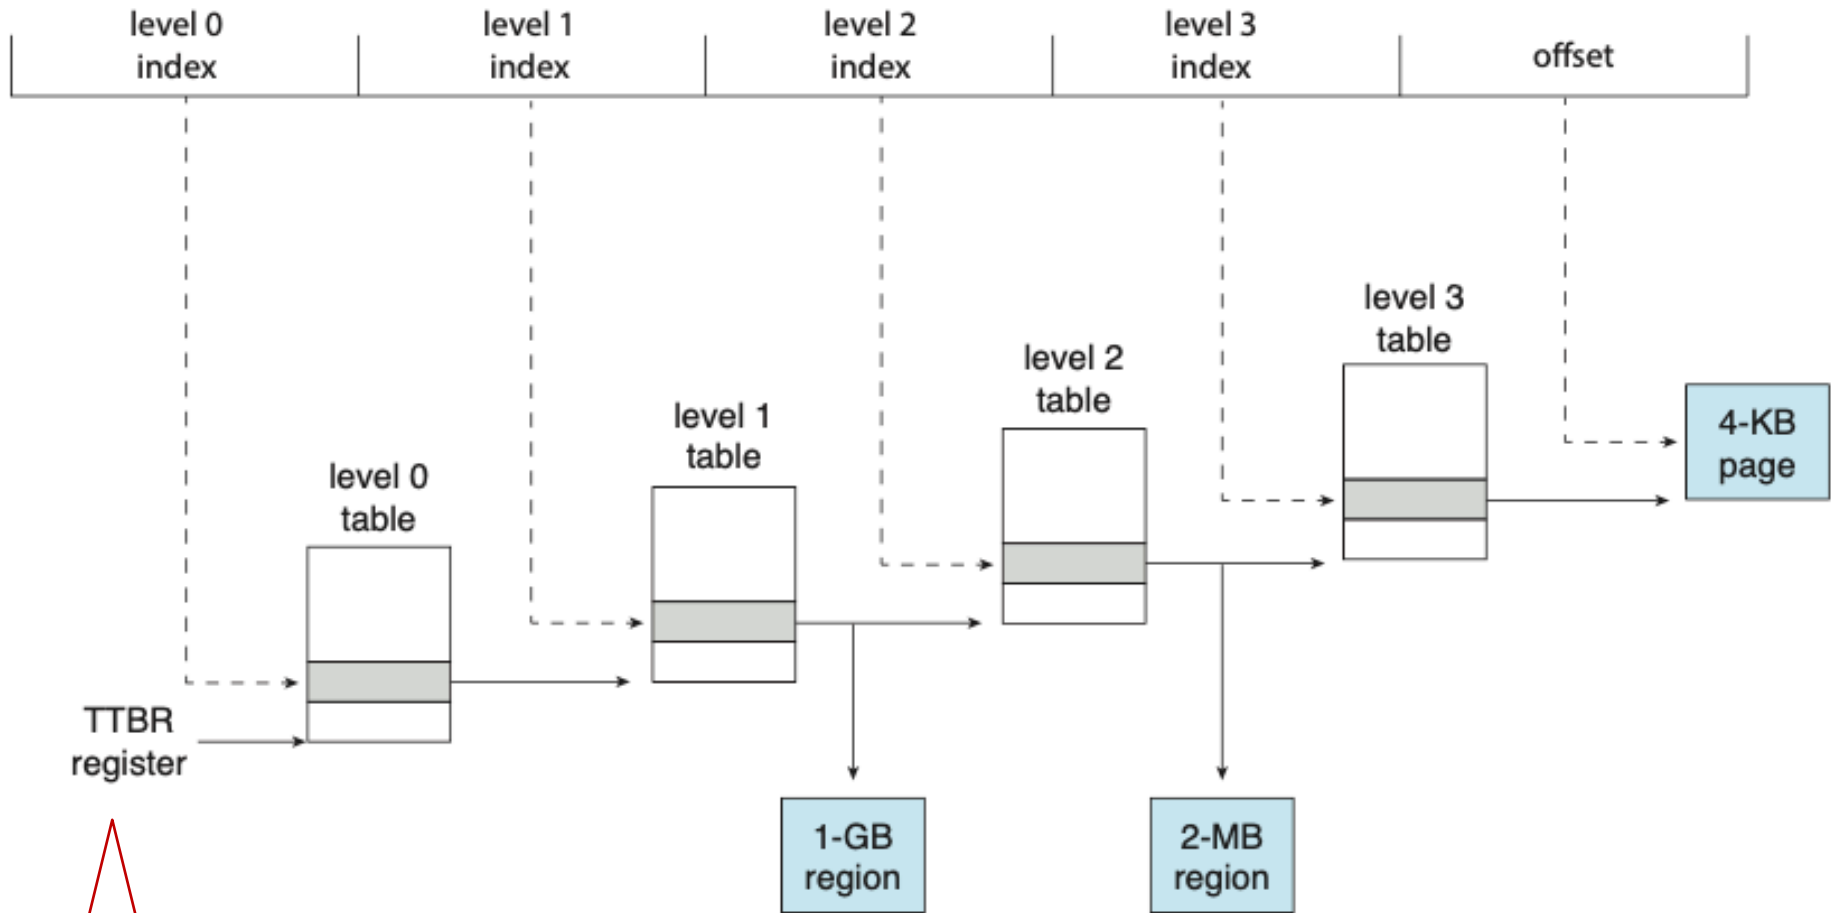 level 0
index
level 1
index
level 2
index
level 3
index
offset
level 3
table
level 2
table
4-KB
page
level 1
table
level 0
table
TTBR
register
1-GB
region
2-MB
region